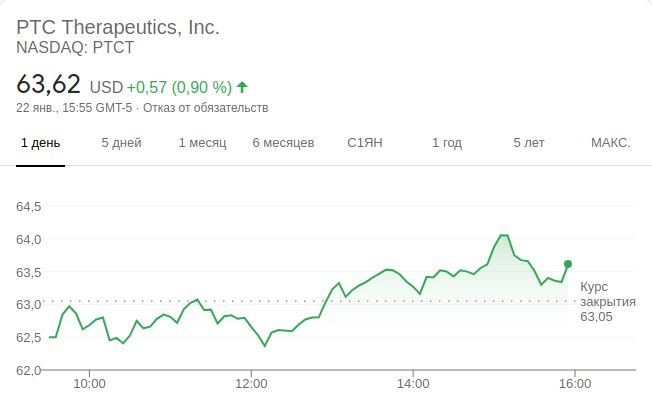 PTC Therapeutics, Inc.
NASDAQ: PTCT
63,62 USD +0,57 (0,90 %)
22 янв., 15:55 GMT-5 · Отказ от обязательств
1 день 5 дней 1 месяц 6 месяцев С1ЯН 1 год 5 лет МАКС.
64,5
64,0
63,5
63,0
62,5
62,0
Курс
закрытия
63,05
10:00 12:00 14:00 16:00